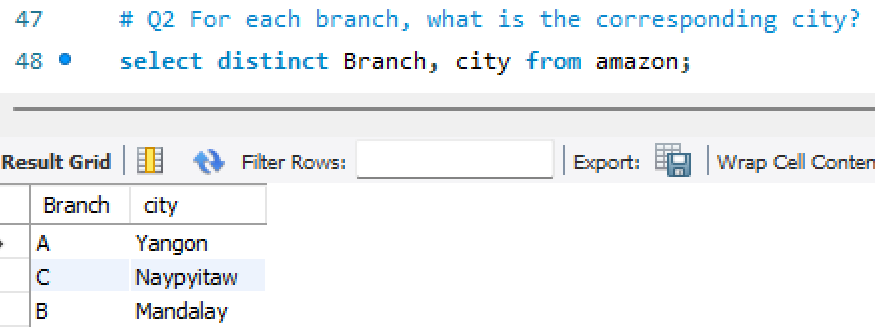 47 # Q2 For each branch, what is the corresponding city?
48 select distinct Branch, city from amazon;
Result Grid Filter Rows: Export: Wrap Cell Conten
Branch city
A Yangon
C Naypyitaw
B Mandalay